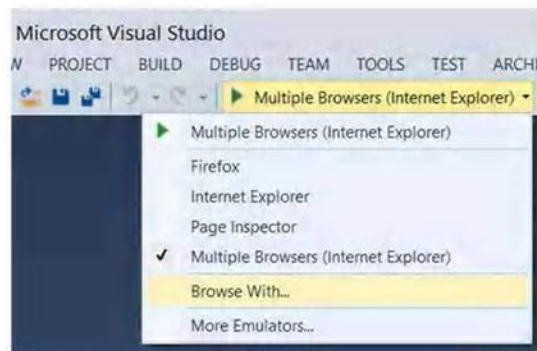 Microsoft Visual Studio
W PROJECT BUILD DEBUG TEAM TOOLS TEST ARCHI
Multiple Browsers (Internet Explorer)
Multiple Browsers (Internet Explorer)
Firefox
Internet Explorer
Page Inspector
Multiple Browsers (Internet Explorer)
Browse With...
More Emulators...